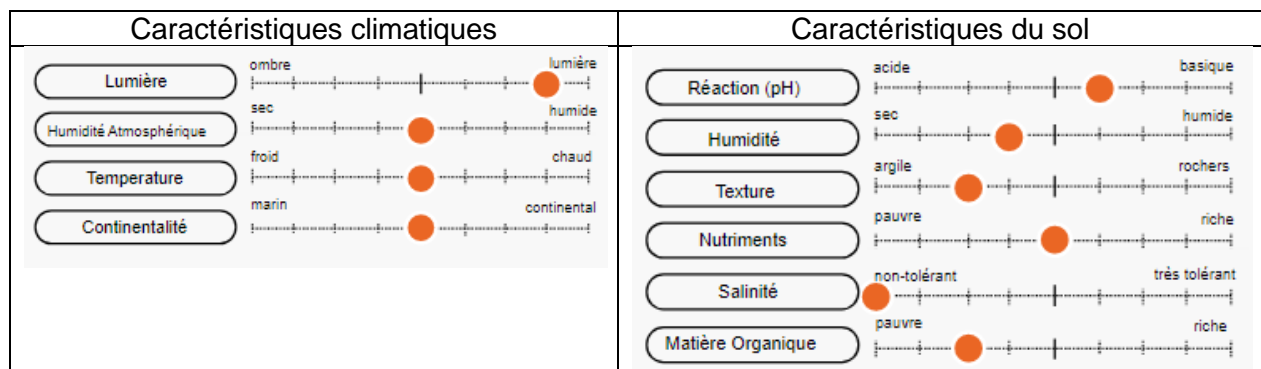 Caractéristiques climatiques
Lumière
ombre
lumière
Humidité Atmosphérique
sec
humide
Temperature
froid
chaud
Continentalité
marin
continental
Caractéristiques du sol
Réaction (pH)
acide
basique
Humidité
sec
humide
Texture
argile
rochers
Nutriments
pauvre
riche
Salinité
non-tolérant
très tolérant
Matière Organique
pauvre
riche